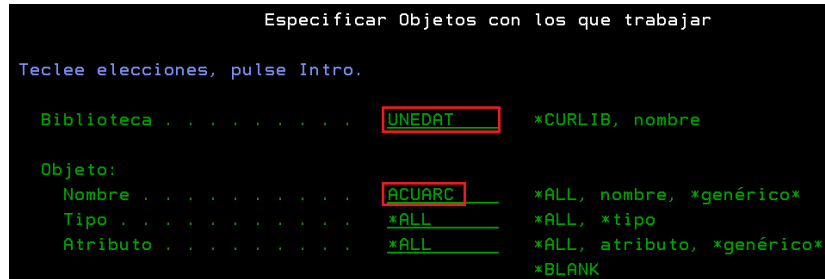 Especificar Objetos con los que trabajar
Teclee elecciones, pulse Intro.
Biblioteca . . . . . . . . . UNEDAT *CURLIB, nombre
Objeto:
Nombre . . . . . . . . . . ACUARC *ALL, nombre, *genérico*
Tipo . . . . . . . . . . . *ALL *ALL, *tipo
Atributo . . . . . . . . . *ALL *ALL, atributo, *genérico*
*BLANK